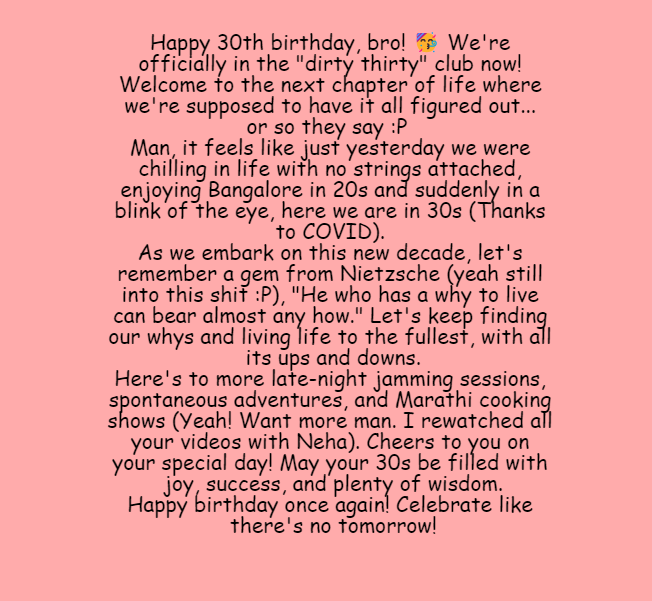 Happy 30th birthday, bro! 🥳 We're
officially in the "dirty thirty" club now!
Welcome to the next chapter of life where
we're supposed to have it all figured out...
or so they say :P
Man, it feels like just yesterday we were
chilling in life with no strings attached,
enjoying Bangalore in 20s and suddenly in a
blink of the eye, here we are in 30s (Thanks
to COVID).
As we embark on this new decade, let's
remember a gem from Nietzsche (yeah still
into this shit :P), "He who has a why to live
can bear almost any how." Let's keep finding
our whys and living life to the fullest, with all
its ups and downs.
Here's to more late-night jamming sessions,
spontaneous adventures, and Marathi cooking
shows (Yeah! Want more man. I rewatched all
your videos with Neha). Cheers to you on
your special day! May your 30s be filled with
joy, success, and plenty of wisdom.
Happy birthday once again! Celebrate like
there's no tomorrow!